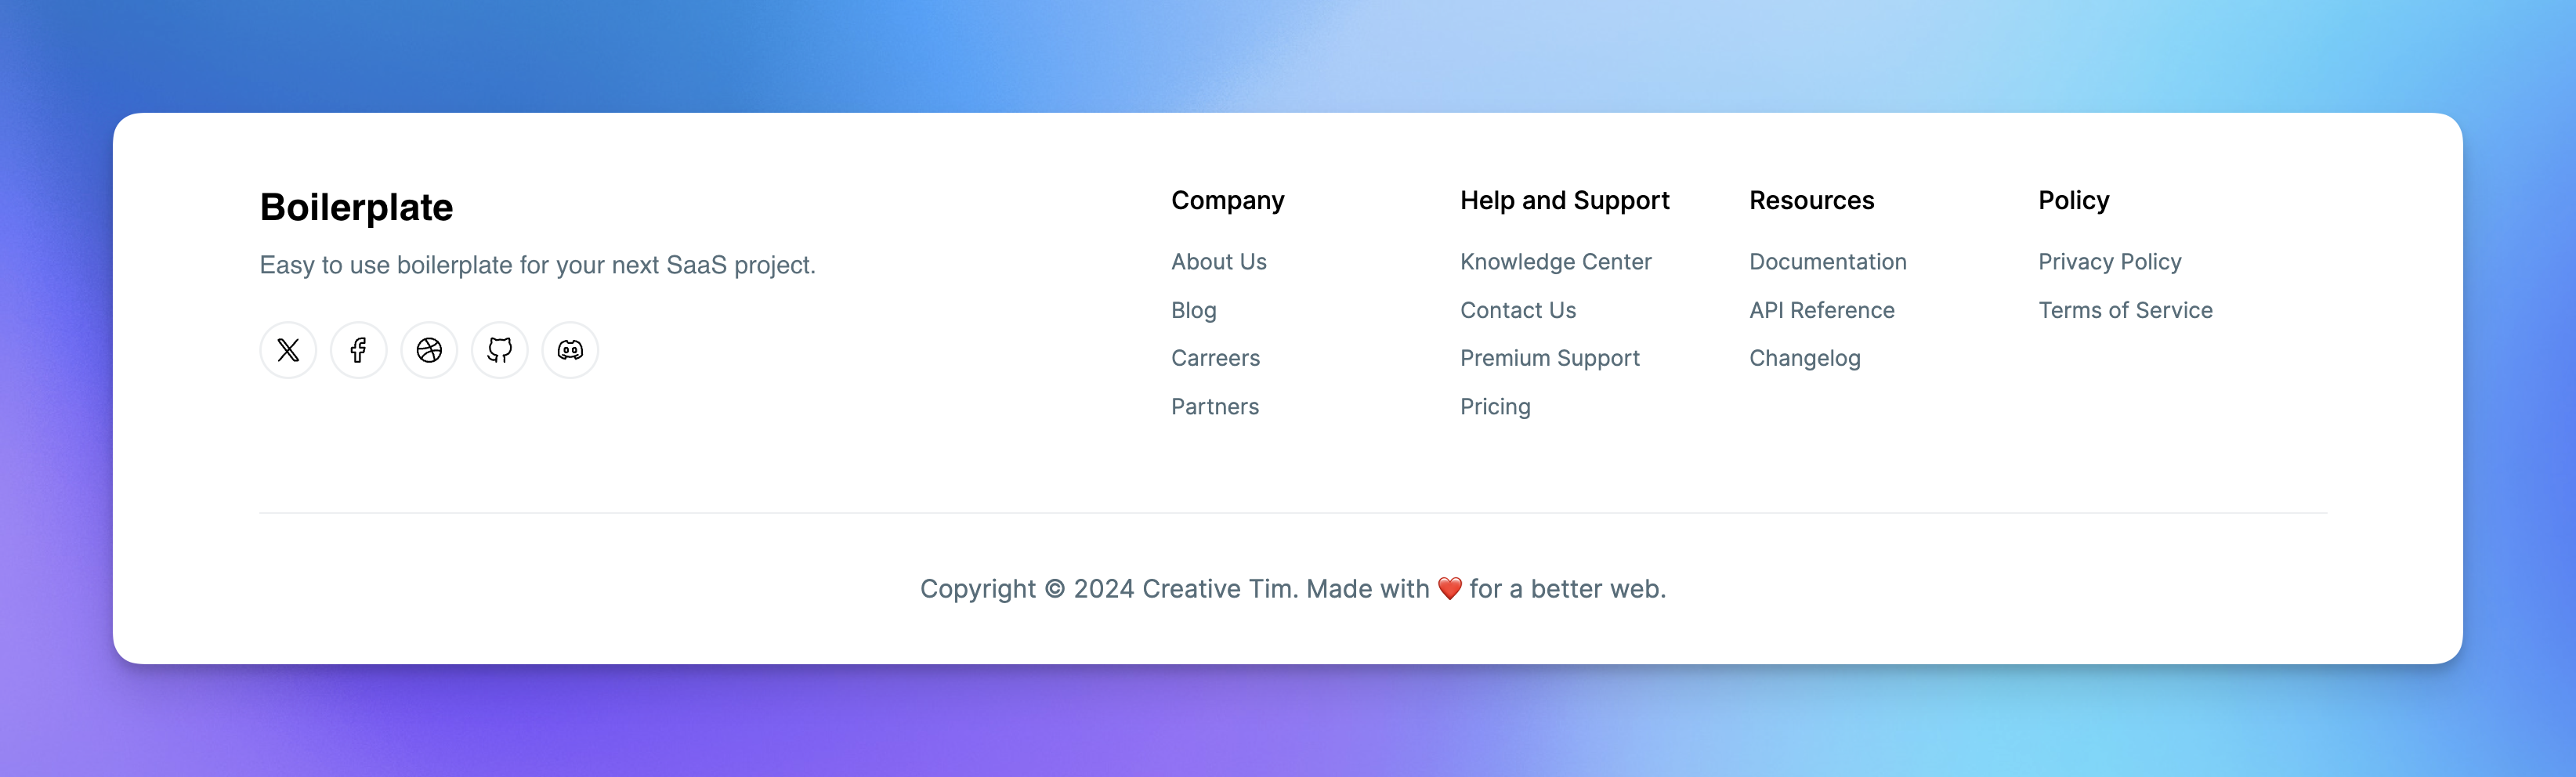 Boilerplate
Easy to use boilerplate for your next SaaS project.
Company
About Us
Blog
Carreers
Partners
Help and Support
Knowledge Center
Contact Us
Premium Support
Pricing
Resources
Documentation
API Reference
Changelog
Policy
Privacy Policy
Terms of Service
Copyright © 2024 Creative Tim. Made with ❤️ for a better web.